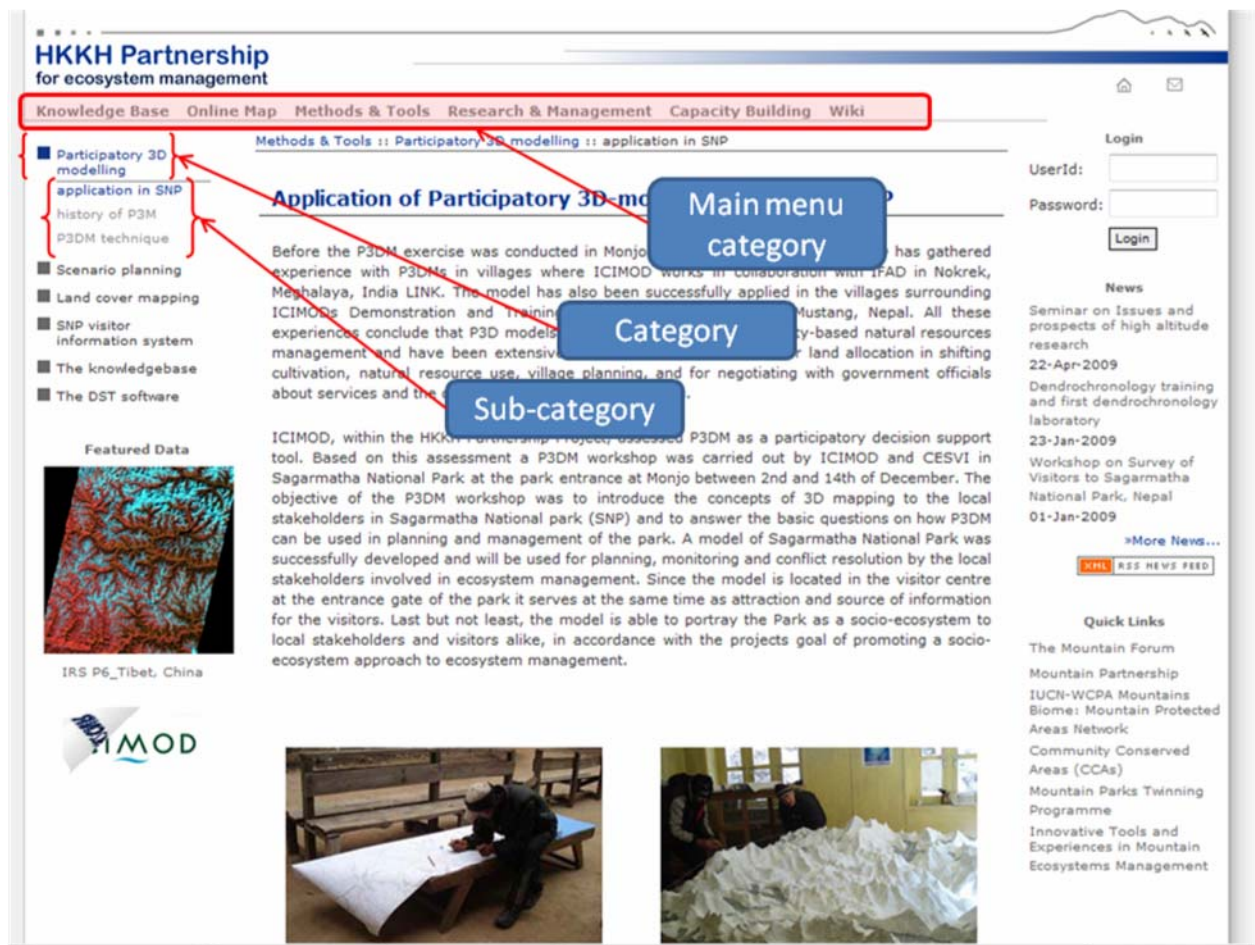 HKKH Partnership
for ecosystem management
Knowledge Base Online Map Methods & Tools Research & Management Capacity Building Wiki
Methods & Tools :: Participatory 3D modelling :: application in SNP
Participatory 3D
modelling
application in SNP
history of P3M
P3DM technique
Scenario planning
Land cover mapping
SNP visitor
information system
The knowledgebase
The DST software
Featured Data
IRS P6_Tibet, China
IMOD
Main menu
category
Category
Sub-category
Application of Participatory 3D-mo
Before the P3DM exercise was conducted in Monjo has gathered
experience with P3DMs in villages where ICIMOD works in collaboration with IFAD in Nokrek,
Meghalaya, India LINK. The model has also been successfully applied in the villages surrounding
ICIMODs Demonstration and Training Mustang, Nepal. All these
experiences conclude that P3D models ty-based natural resources
management and have been extensiv r land allocation in shifting
cultivation, natural resource use, village planning, and for negotiating with government officials
about services and the
ICIMOD, within the HKKH Partnership Project, assessed P3DM as a participatory decision support
tool. Based on this assessment a P3DM workshop was carried out by ICIMOD and CESVI in
Sagarmatha National Park at the park entrance at Monjo between 2nd and 14th of December. The
objective of the P3DM workshop was to introduce the concepts of 3D mapping to the local
stakeholders in Sagarmatha National park (SNP) and to answer the basic questions on how P3DM
can be used in planning and management of the park. A model of Sagarmatha National Park was
successfully developed and will be used for planning, monitoring and conflict resolution by the local
stakeholders involved in ecosystem management. Since the model is located in the visitor centre
at the entrance gate of the park it serves at the same time as attraction and source of information
for the visitors. Last but not least, the model is able to portray the Park as a socio-ecosystem to
local stakeholders and visitors alike, in accordance with the projects goal of promoting a socio-
ecosystem approach to ecosystem management.
Login
UserId:
Password:
Login
News
Seminar on Issues and
prospects of high altitude
research
22-Apr-2009
Dendrochronology training
and first dendrochronology
laboratory
23-Jan-2009
Workshop on Survey of
Visitors to Sagarmatha
National Park, Nepal
01-Jan-2009
»More News...
XML RSS NEWS FEED
Quick Links
The Mountain Forum
Mountain Partnership
IUCN-WCPA Mountains
Biome: Mountain Protected
Areas Network
Community Conserved
Areas (CCAs)
Mountain Parks Twinning
Programme
Innovative Tools and
Experiences in Mountain
Ecosystems Management